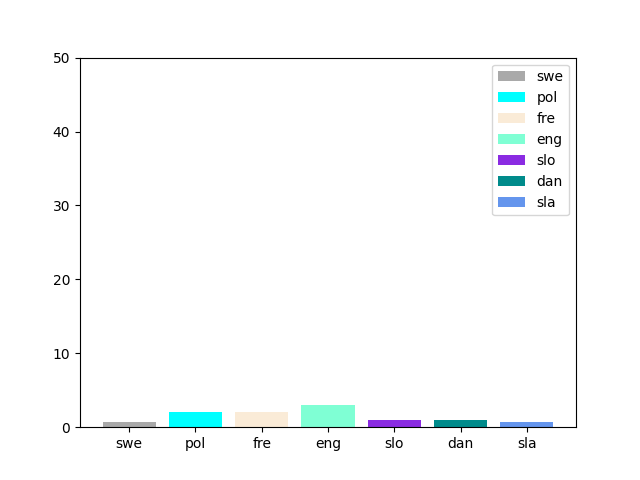 50
40
30
20
10
0
swe
pol
fre
eng
slo
dan
sla
swe pol fre eng slo dan sla